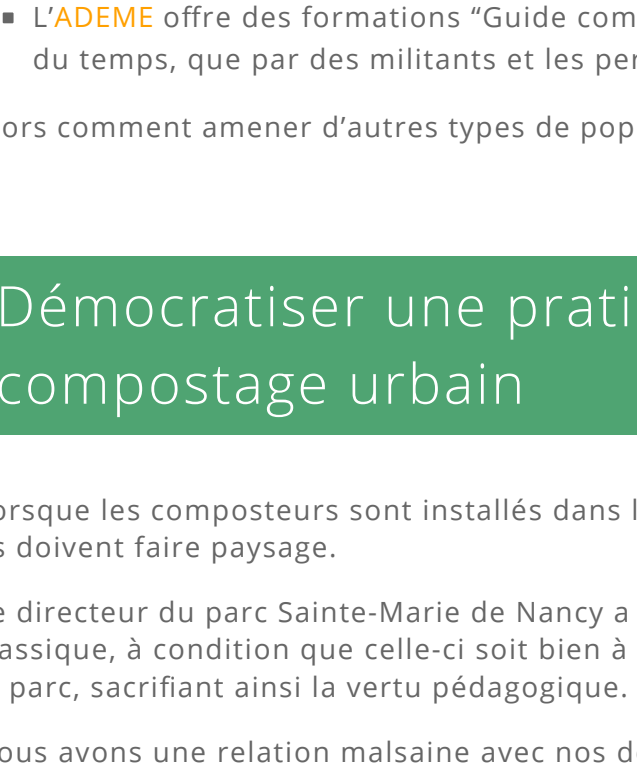 L’ADEME offre des formations “Guide com
du temps, que par des militants et les per
ors comment amener d’autres types de pop
Démocratiser une prati
compostage urbain
orsque les composteurs sont installés dans l
s doivent faire paysage.
e directeur du parc Sainte-Marie de Nancy a
assique, à condition que celle-ci soit bien à
parc, sacrifiant ainsi la vertu pédagogique.
ous avons une relation malsaine avec nos d